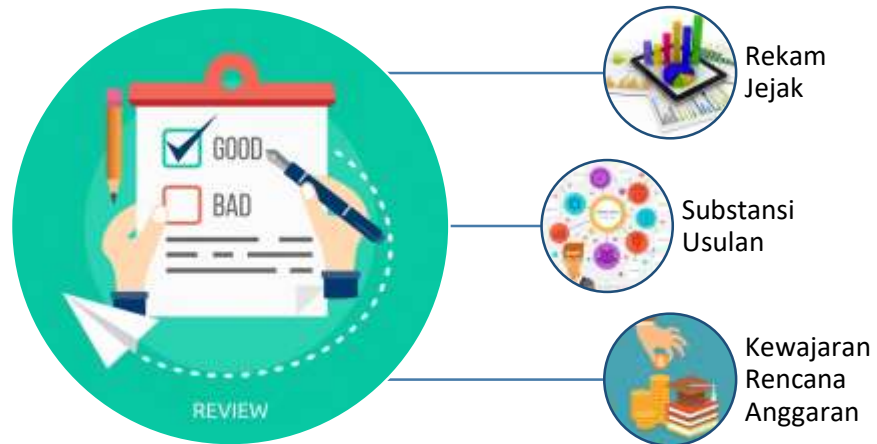 GOOD
BAD
REVIEW
Rekam
Jejak
Substansi
Usulan
Kewajaran
Rencana
Anggaran